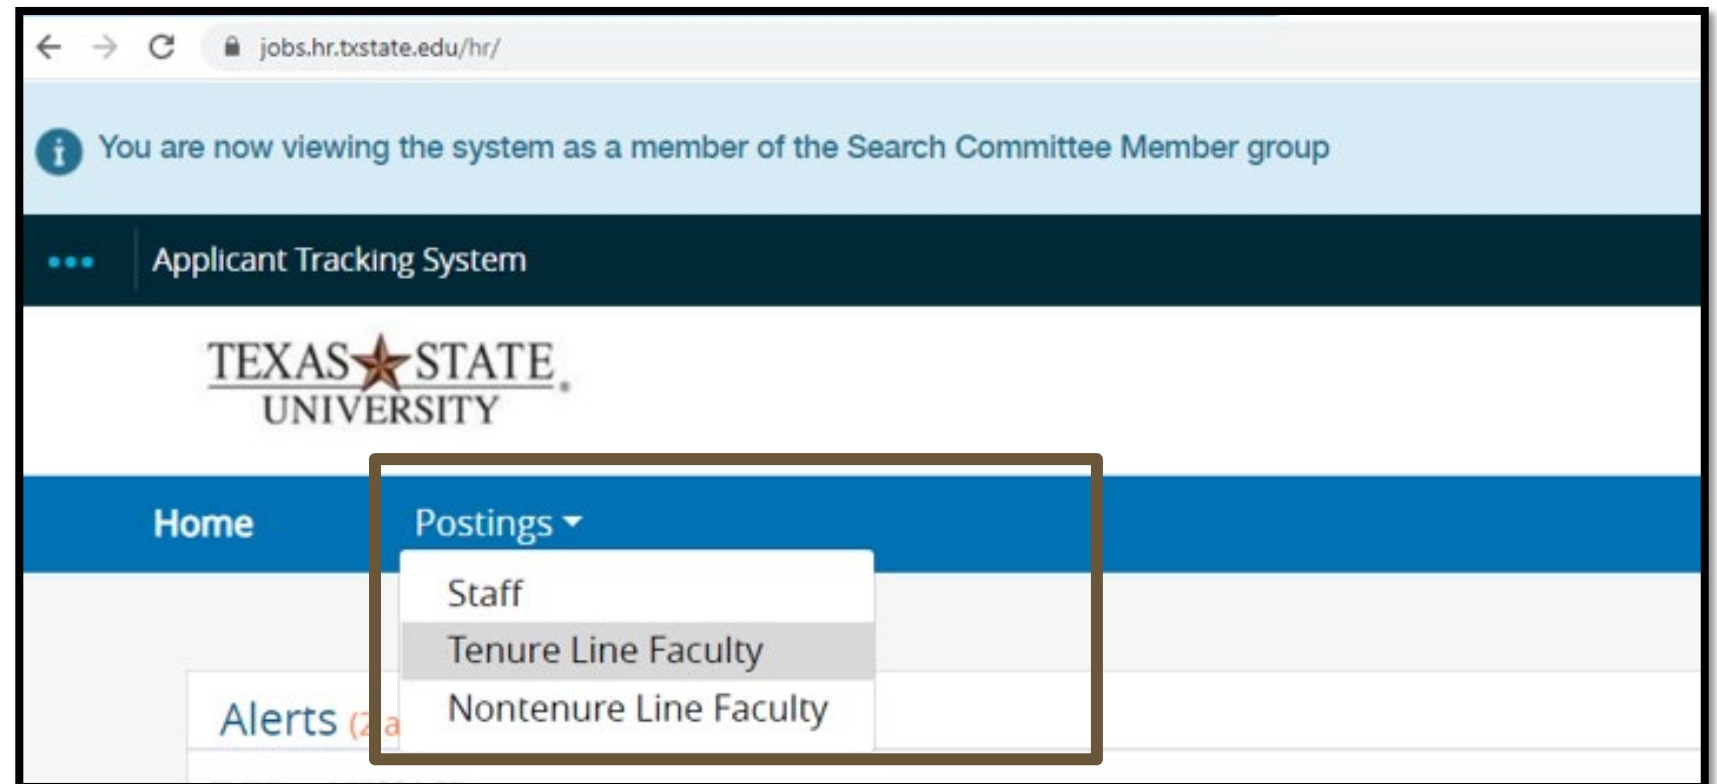 jobs.hr.txstate.edu/hr/
You are now viewing the system as a member of the Search Committee Member group
Applicant Tracking System
TEXAS STATE
UNIVERSITY
Home Postings
Staff
Tenure Line Faculty
Nontenure Line Faculty
Alerts (2 a